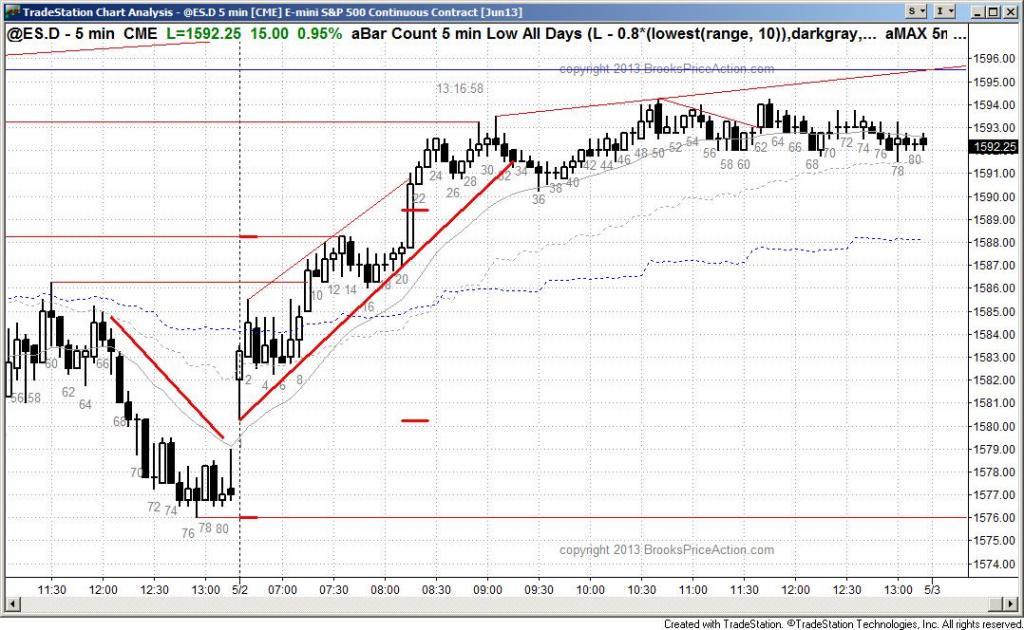 TradeStation Chart Analysis - @ES.D 5 min [CME] E-mini S&P 500 Continuous Contract [Jun13]
S I
@ES.D - 5 min CME L=1592.25 15.00 0.95% aBar Count 5 min Low All Days (L - 0.8*(lowest(range, 10)),darkgray,... aMAX 5m ...
copyright 2013 BrooksPriceAction.com
13:16:58
1596.00
1595.00
1594.00
1593.00
1592.25
1591.00
1590.00
1589.00
1588.00
1587.00
1586.00
1585.00
1584.00
1583.00
1582.00
1581.00
1580.00
1579.00
1578.00
1577.00
1576.00
1575.00
1574.00
56 58 60 62 64 66 68 70 72 74 76 78 80
2 4 6 8 10 12 14 16 20 22 24 26 28 30 32 34 36 38 40 42 44 46 48 50 52 54 56 58 60 62 64 66 68 70 72 74 76 78 80
copyright 2013 BrooksPriceAction.com
11:30 12:00 12:30 13:00 5/2 07:00 07:30 08:00 08:30 09:00 09:30 10:00 10:30 11:00 11:30 12:00 12:30 13:00 5/3
Created with TradeStation. ©TradeStation Technologies, Inc. All rights reserved.